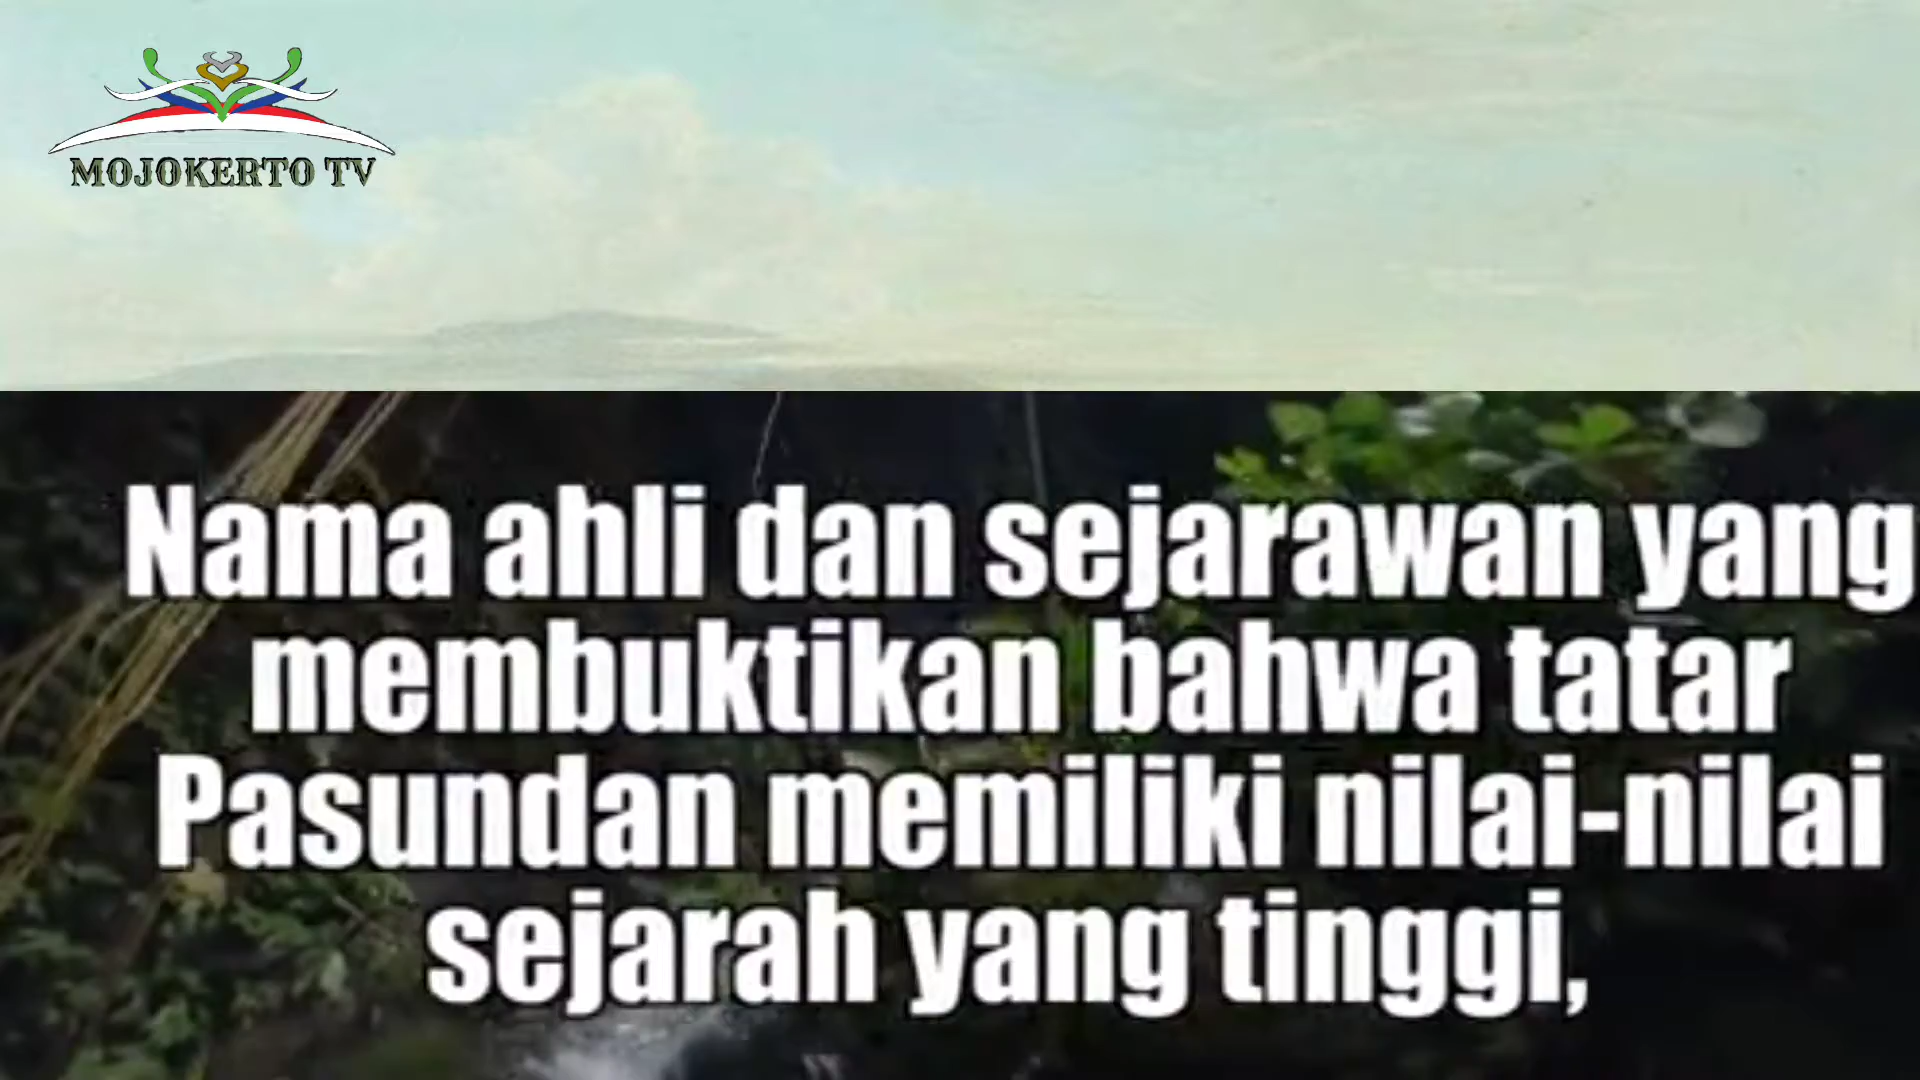 MOJOKERTO TV
Nama ahli dan sejarawan yang
membuktikan bahwa tatar
Pasundan memiliki nilai-nilai
sejarah yang tinggi,